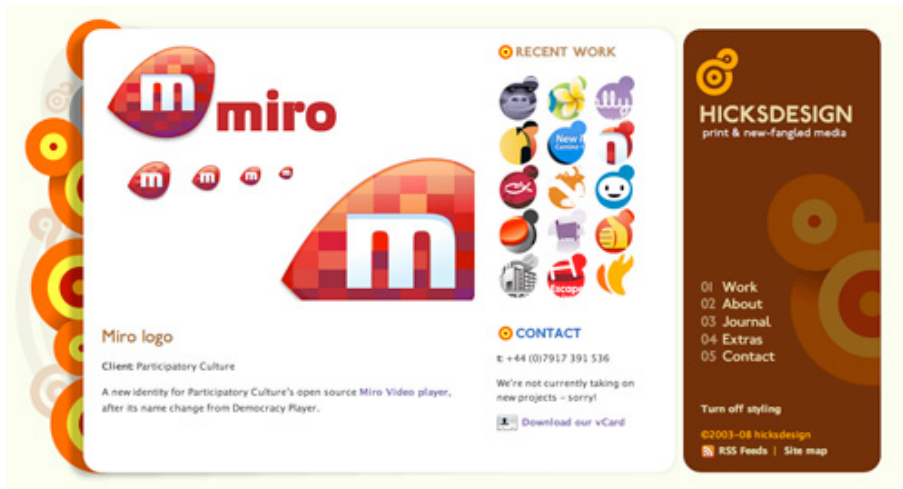 m miro
m m m
m
Miro logo
Client: Participatory Culture
A new identity for Participatory Culture's open source Miro Video player,
after its name change from Democracy Player.
RECENT WORK
New
n
Escape
CONTACT
t: +44 (0)7917 391 536
We're not currently taking on
new projects – sorry!
Download our vCard
HICKSDESIGN
print & new-fangled media
01 Work
02 About
03 Journal
04 Extras
05 Contact
Turn off styling
©2003-08 hicksdesign
RSS Feeds | Site map